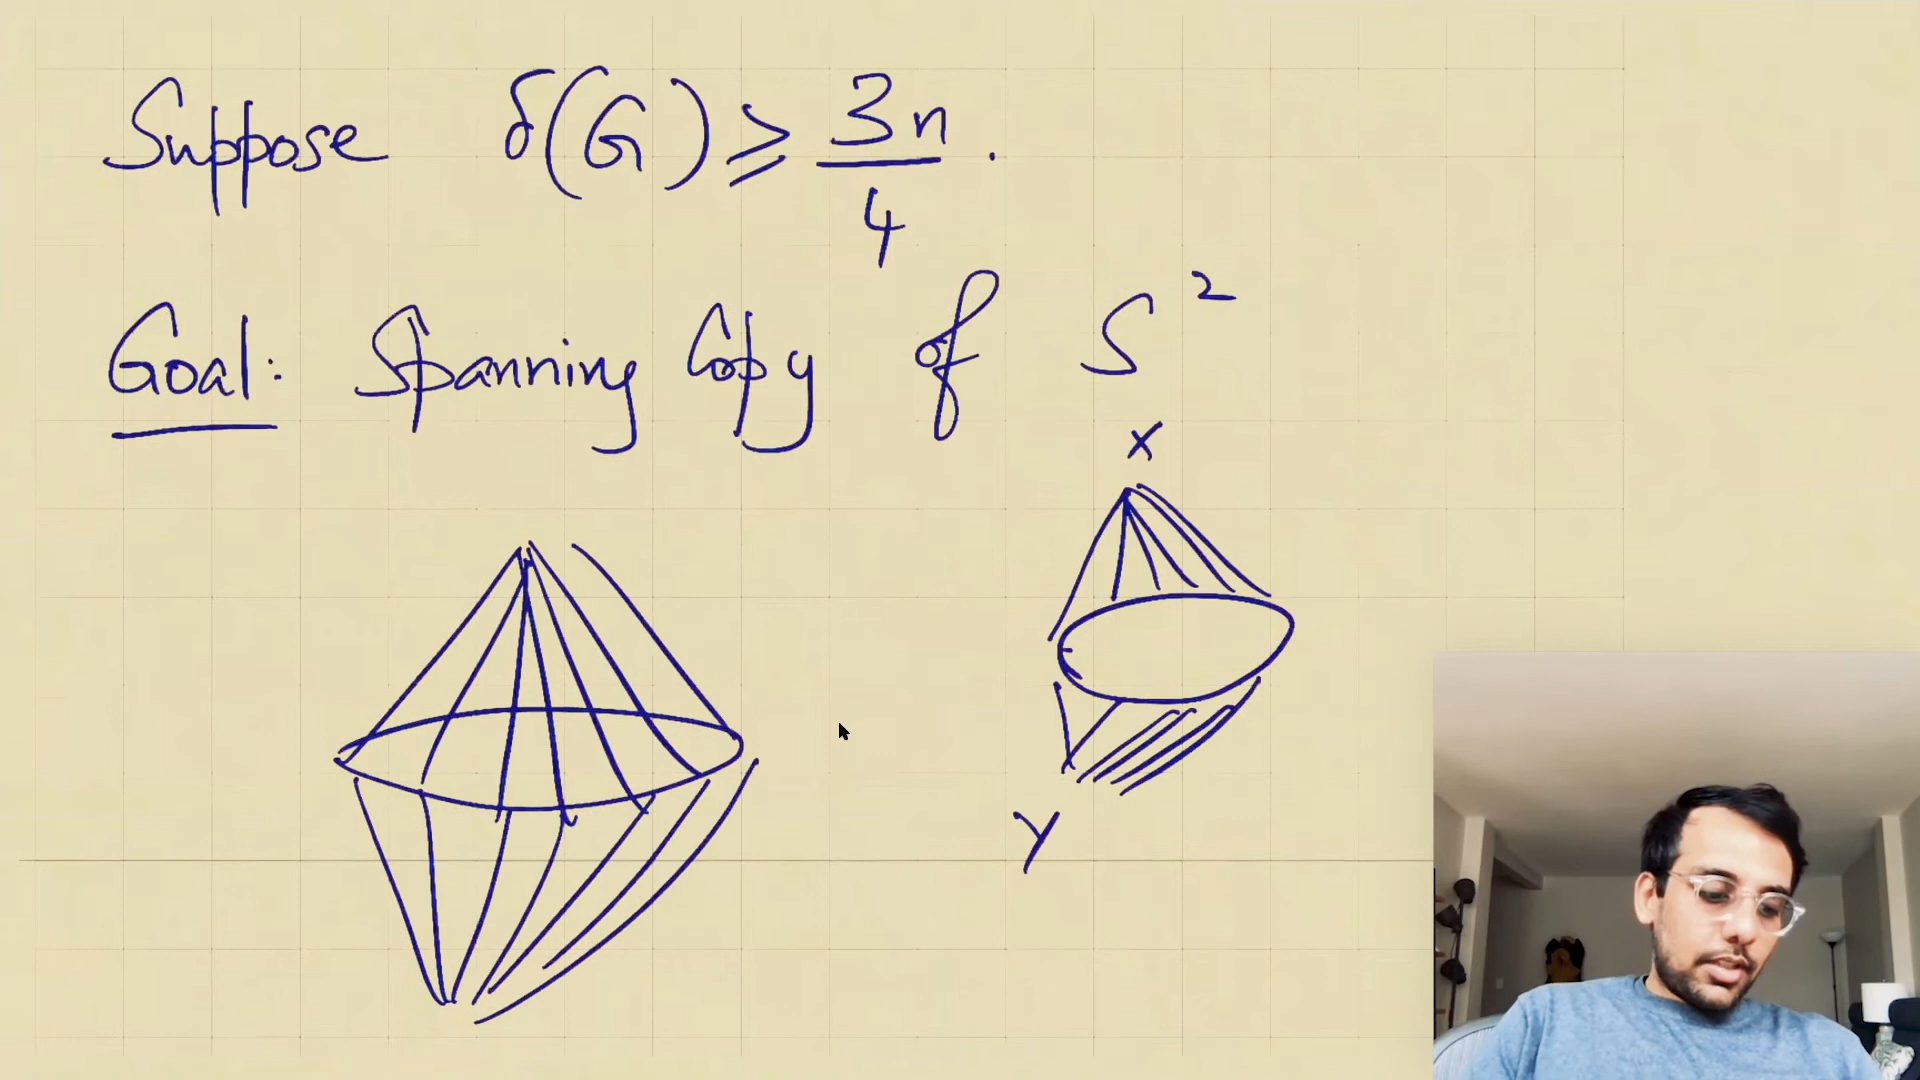 Suppose δ(G) ≥ 3n/4 .
Goal: Spanning Copy of S²
x
y